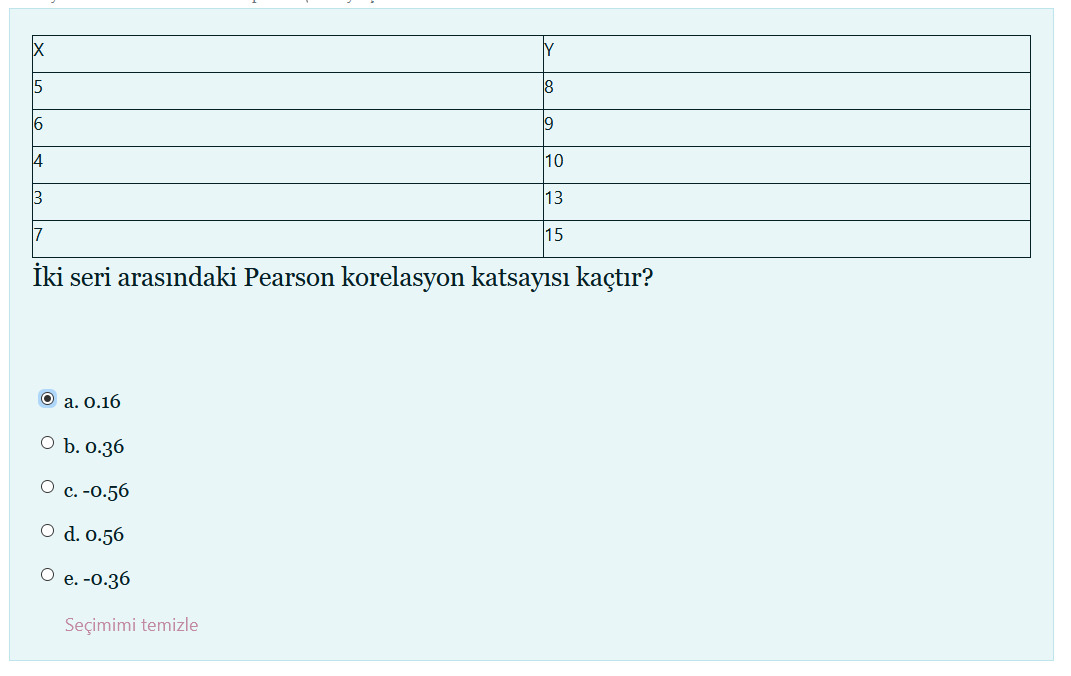 X Y
5 8
6 9
4 10
3 13
7 15
İki seri arasındaki Pearson korelasyon katsayısı kaçtır?
a. 0.16
b. 0.36
c. -0.56
d. 0.56
e. -0.36
Seçimimi temizle